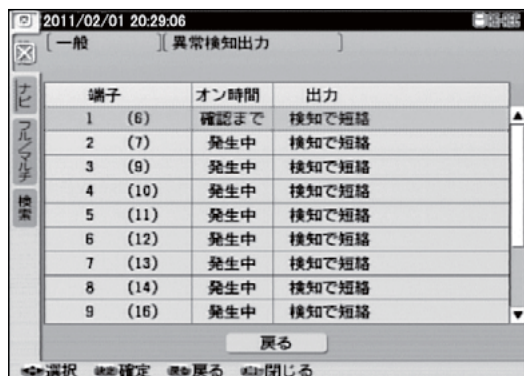 2011/02/01 20:29:06
[一般 ][異常検知出力 ]
ナビ
フル/マルチ
検索
端子 オン時間 出力
1 (6) 確認まで 検知で短絡
2 (7) 発生中 検知で短絡
3 (9) 発生中 検知で短絡
4 (10) 発生中 検知で短絡
5 (11) 発生中 検知で短絡
6 (12) 発生中 検知で短絡
7 (13) 発生中 検知で短絡
8 (14) 発生中 検知で短絡
9 (16) 発生中 検知で短絡
戻る
選択 確定 戻る 閉じる